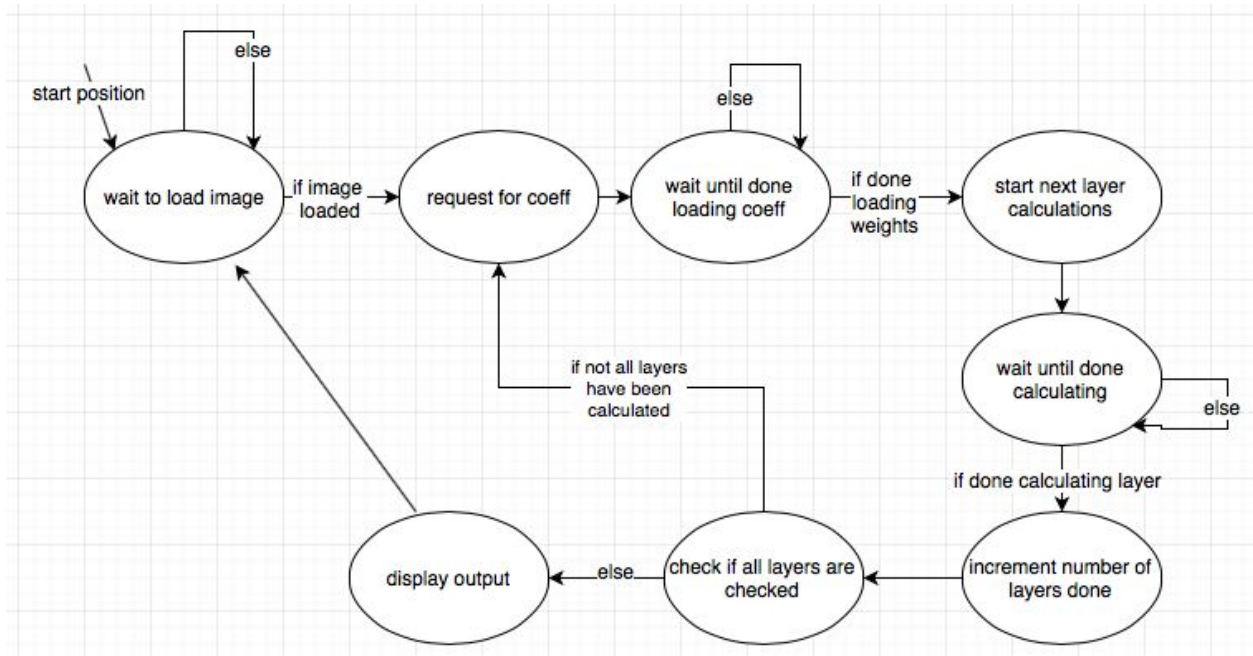 else
start position
wait to load image
if image
loaded
request for coeff
else
wait until done
loading coeff
if done
loading
weights
start next layer
calculations
wait until done
calculating
else
if not all layers
have been
calculated
if done calculating layer
display output
else
check if all layers are
checked
increment number of
layers done